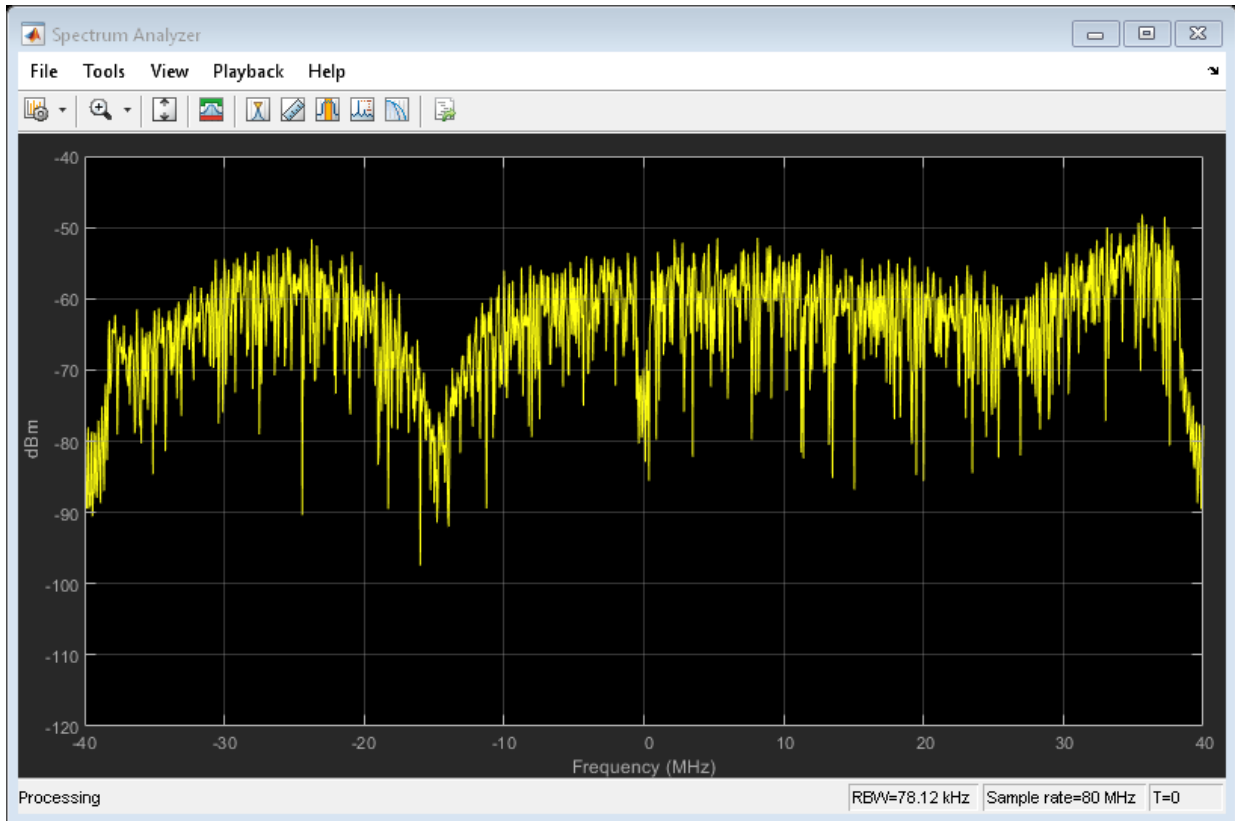 Spectrum Analyzer
File Tools View Playback Help
-40
-50
-60
-70
-80
-90
-100
-110
-120
dBm
-40 -30 -20 -10 0 10 20 30 40
Frequency (MHz)
Processing RBW=78.12 kHz Sample rate=80 MHz T=0